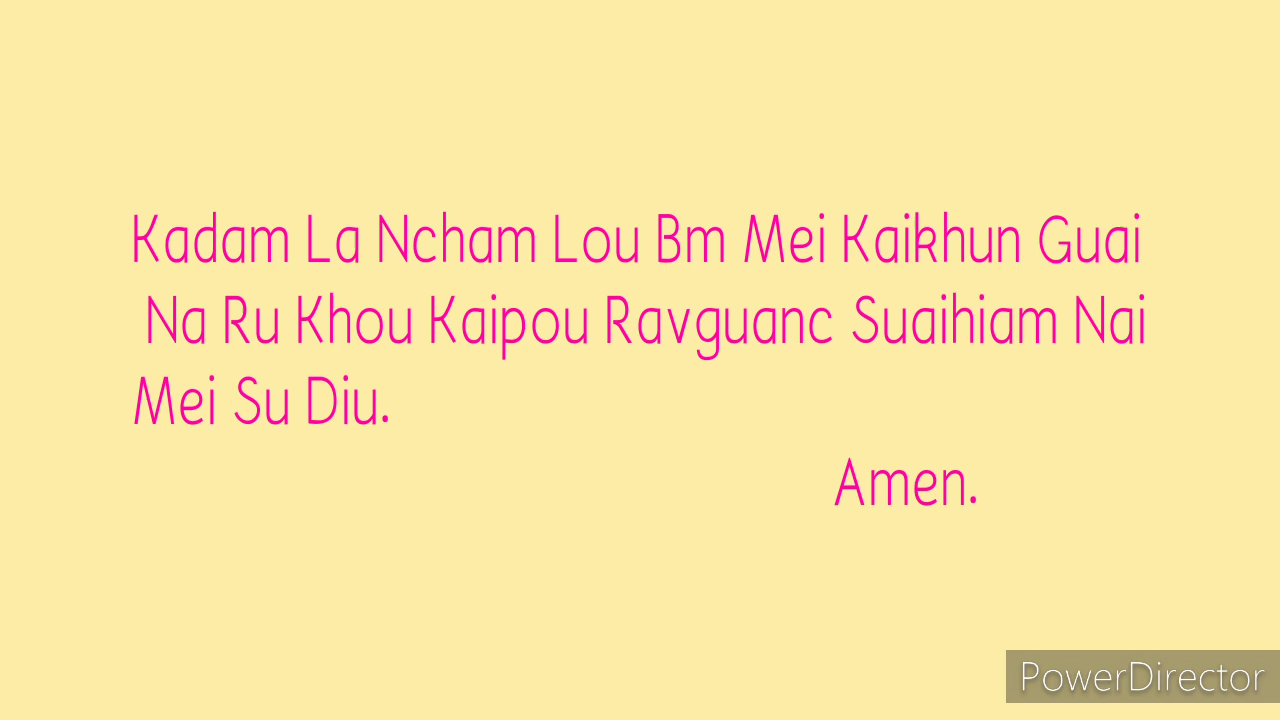 Kadam La Ncham Lou Bm Mei Kaikhun Guai
Na Ru Khou Kaipou Ravguanc Suaihiam Nai
Mei Su Diu.
Amen.
PowerDirector